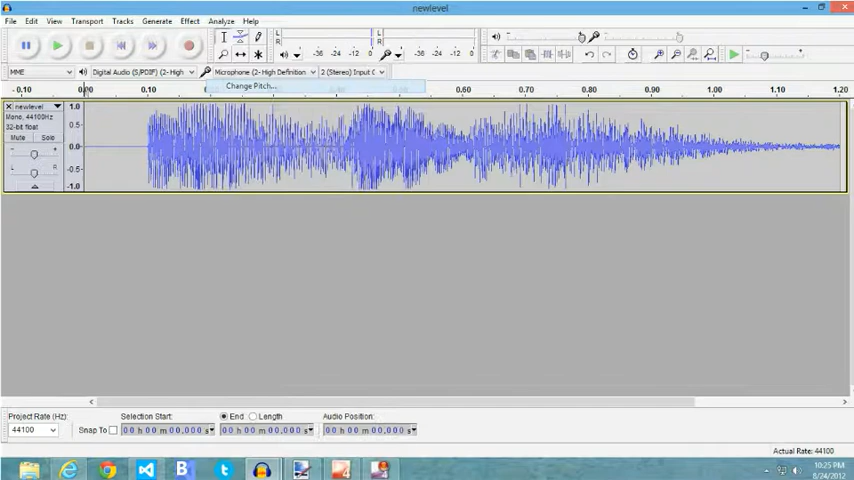 newlevel
File Edit View Transport Tracks Generate Effect Analyze Help
L
R
-36 -24 -12 0
L
R
-36 -24 -12 0
MME
Digital Audio (S/PDIF) (2-High
Microphone (2-High Definition
2 (Stereo) Input C
Change Pitch...
-0.10 0.00 0.10 0.60 0.70 0.80 0.90 1.00 1.10 1.20
newlevel
Mono, 44100Hz
32-bit float
Mute Solo
- +
L R
1.0
0.5
0.0
-0.5
-1.0
Project Rate (Hz):
44100
Snap To
Selection Start:
00 h 00 m 00,000 s
End Length
00 h 00 m 00,000 s
Audio Position:
00 h 00 m 00,000 s
Actual Rate: 44100
10:25 PM
8/24/2012